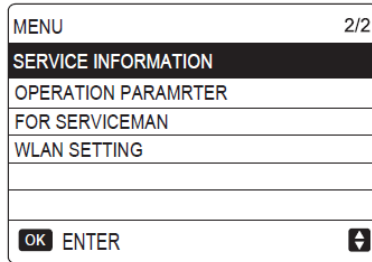 MENU 2/2
SERVICE INFORMATION
OPERATION PARAMRTER
FOR SERVICEMAN
WLAN SETTING
OK ENTER